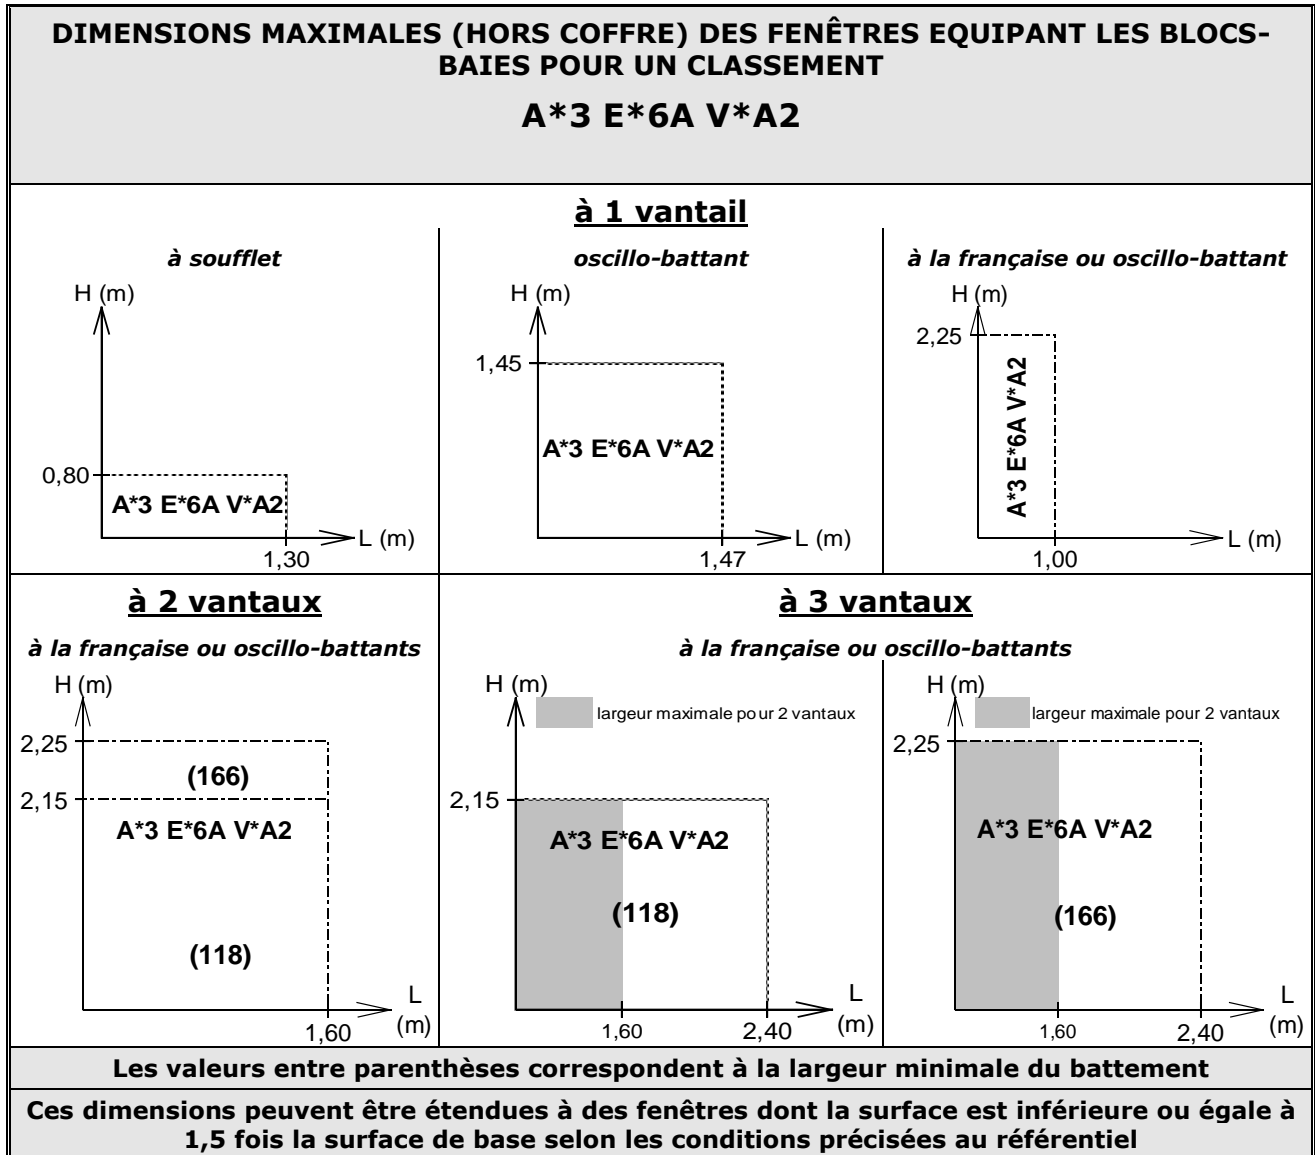 DIMENSIONS MAXIMALES (HORS COFFRE) DES FENÊTRES EQUIPANT LES BLOCS-
BAIES POUR UN CLASSEMENT
A*3 E*6A V*A2
à 1 vantail
à soufflet
H (m)
0,80
A*3 E*6A V*A2
L (m)
1,30
oscillo-battant
H (m)
1,45
A*3 E*6A V*A2
L (m)
1,47
à la française ou oscillo-battant
H (m)
2,25
A*3 E*6A V*A2
L (m)
1,00
à 2 vantaux
à la française ou oscillo-battants
H (m)
2,25
(166)
2,15
A*3 E*6A V*A2
(118)
L
(m)
1,60
à 3 vantaux
à la française ou oscillo-battants
H (m)
largeur maximale pour 2 vantaux
2,15
A*3 E*6A V*A2
(118)
L
(m)
1,60
2,40
H (m)
largeur maximale pour 2 vantaux
2,25
A*3 E*6A V*A2
(166)
L
(m)
1,60
2,40
Les valeurs entre parenthèses correspondent à la largeur minimale du battement
Ces dimensions peuvent être étendues à des fenêtres dont la surface est inférieure ou égale à
1,5 fois la surface de base selon les conditions précisées au référentiel